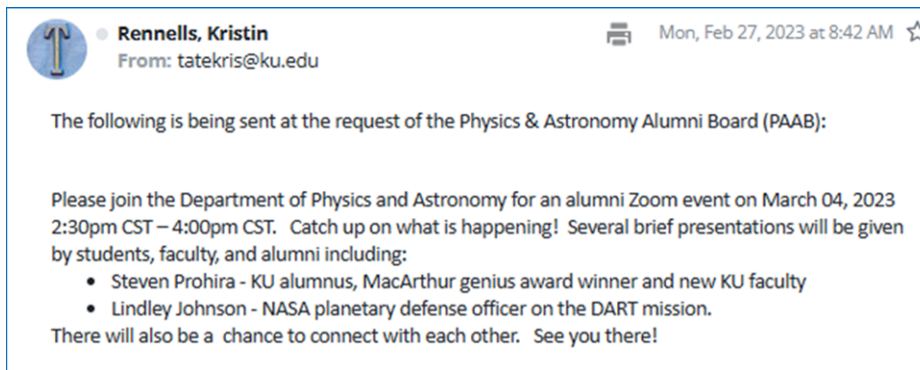 T
Rennells, Kristin
Mon, Feb 27, 2023 at 8:42 AM
From: tatekris@ku.edu
The following is being sent at the request of the Physics & Astronomy Alumni Board (PAAB):
Please join the Department of Physics and Astronomy for an alumni Zoom event on March 04, 2023
2:30pm CST – 4:00pm CST.   Catch up on what is happening!  Several brief presentations will be given
by students, faculty, and alumni including:
• Steven Prohira - KU alumnus, MacArthur genius award winner and new KU faculty
• Lindley Johnson - NASA planetary defense officer on the DART mission.
There will also be a  chance to connect with each other.   See you there!